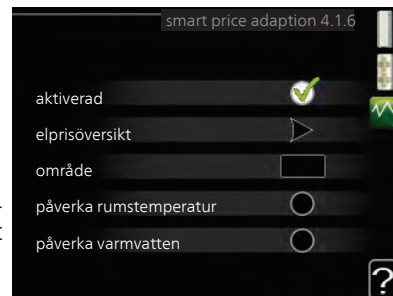 smart price adaption 4.1.6
aktiverad
elprisöversikt
område
påverka rumstemperatur
påverka varmvatten
?